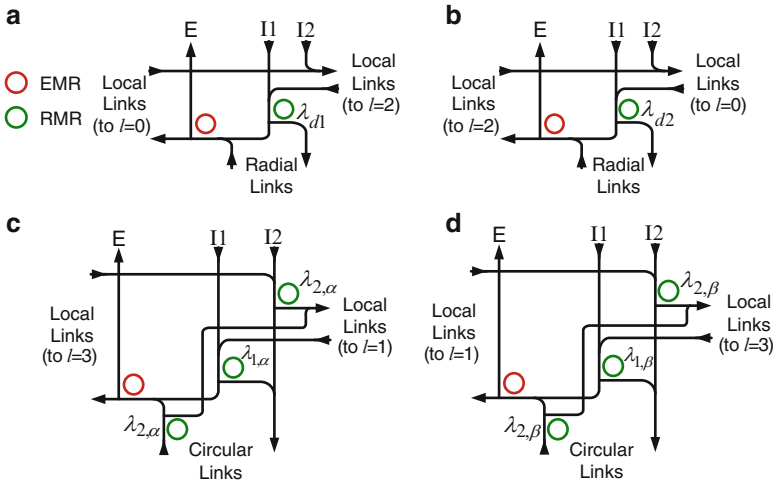 a
E
I1
I2
EMR
RMR
Local
Links
(to l=0)
λd1
Local
Links
(to l=2)
Radial
Links
b
E
I1
I2
Local
Links
(to l=2)
λd2
Local
Links
(to l=0)
Radial
Links
c
E
I1
I2
λ2,α
Local
Links
(to l=3)
Local
Links
(to l=1)
λ1,α
λ2,α
Circular
Links
d
E
I1
I2
λ2,β
Local
Links
(to l=1)
Local
Links
(to l=3)
λ1,β
λ2,β
Circular
Links